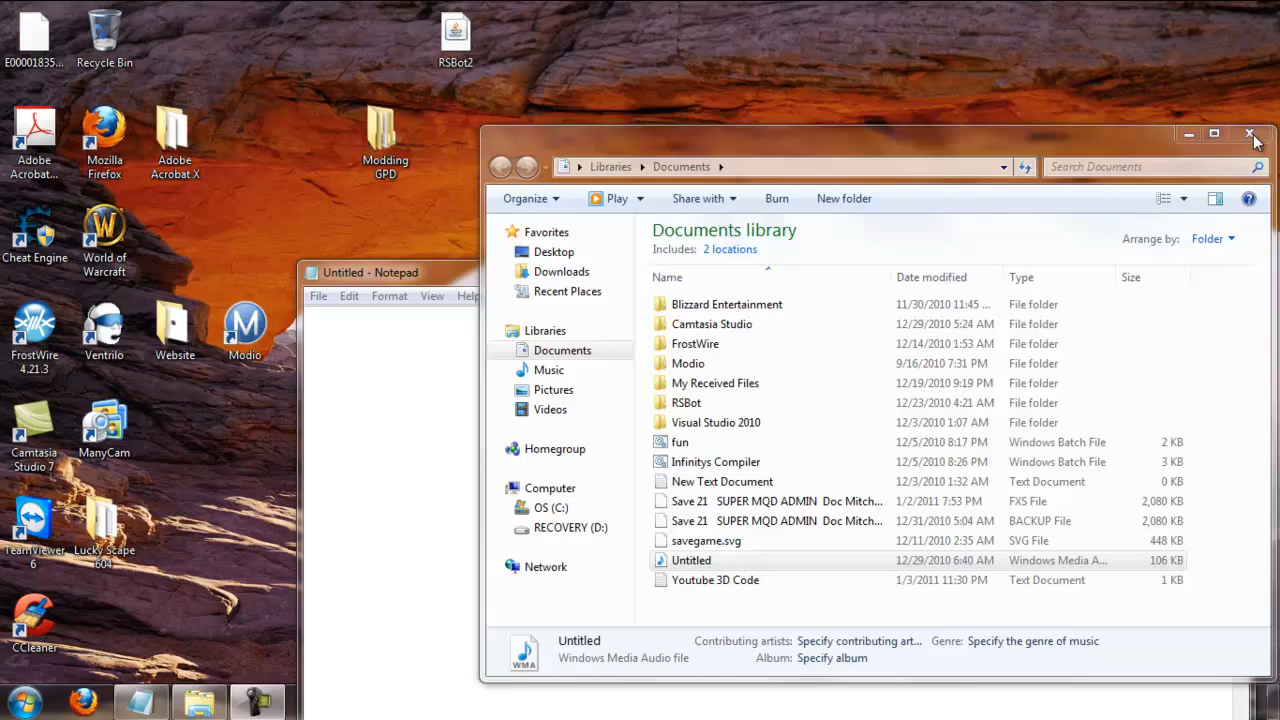 E00001835...
Recycle Bin
RSBot2
Adobe
Acrobat...
Mozilla
Firefox
Adobe
Acrobat X
Modding
GPD
Cheat Engine
World of
Warcraft
FrostWire
4.21.3
Ventrilo
Website
Modio
Camtasia
Studio 7
ManyCam
TeamViewer
6
Lucky Scape
604
CCleaner
Untitled - Notepad
File Edit Format View Help
Libraries Documents
Search Documents
Organize Play Share with Burn New folder
Favorites
Desktop
Downloads
Recent Places
Libraries
Documents
Music
Pictures
Videos
Homegroup
Computer
OS (C:)
RECOVERY (D:)
Network
Documents library
Includes: 2 locations
Arrange by: Folder
Name Date modified Type Size
Blizzard Entertainment 11/30/2010 11:45 ... File folder
Camtasia Studio 12/29/2010 5:24 AM File folder
FrostWire 12/14/2010 1:53 AM File folder
Modio 9/16/2010 7:31 PM File folder
My Received Files 12/19/2010 9:19 PM File folder
RSBot 12/23/2010 4:21 AM File folder
Visual Studio 2010 12/3/2010 1:07 AM File folder
fun 12/5/2010 8:17 PM Windows Batch File 2 KB
Infinitys Compiler 12/5/2010 8:26 PM Windows Batch File 3 KB
New Text Document 12/3/2010 1:32 AM Text Document 0 KB
Save 21 SUPER MQD ADMIN Doc Mitch... 1/2/2011 7:53 PM FXS File 2,080 KB
Save 21 SUPER MQD ADMIN Doc Mitch... 12/31/2010 5:04 AM BACKUP File 2,080 KB
savegame.svg 12/11/2010 2:35 AM SVG File 448 KB
Untitled 12/29/2010 6:40 AM Windows Media A... 106 KB
Youtube 3D Code 1/3/2011 11:30 PM Text Document 1 KB
Untitled Contributing artists: Specify contributing art... Genre: Specify the genre of music
Windows Media Audio file Album: Specify album
WMA